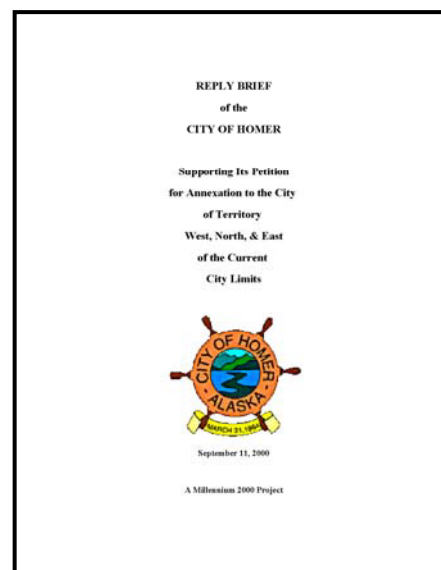 REPLY BRIEF
of the
CITY OF HOMER
Supporting Its Petition
for Annexation to the City
of Territory
West, North, & East
of the Current
City Limits
CITY OF HOMER
- ALASKA -
MARCH 31, 1964
September 11, 2000
A Millennium 2000 Project